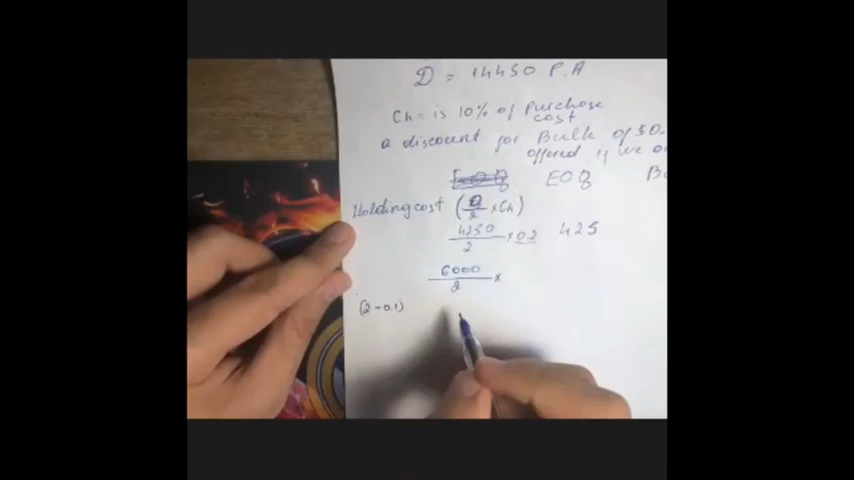 D = 14450 P.A
Ch = is 10% of Purchase
cost
a discount for Bulk of $0.
offered if we
EOQ
Holding cost (Q/2 × Ch)
4250/2 × 0.2 425
6000/2 ×
(2 - 0.1)